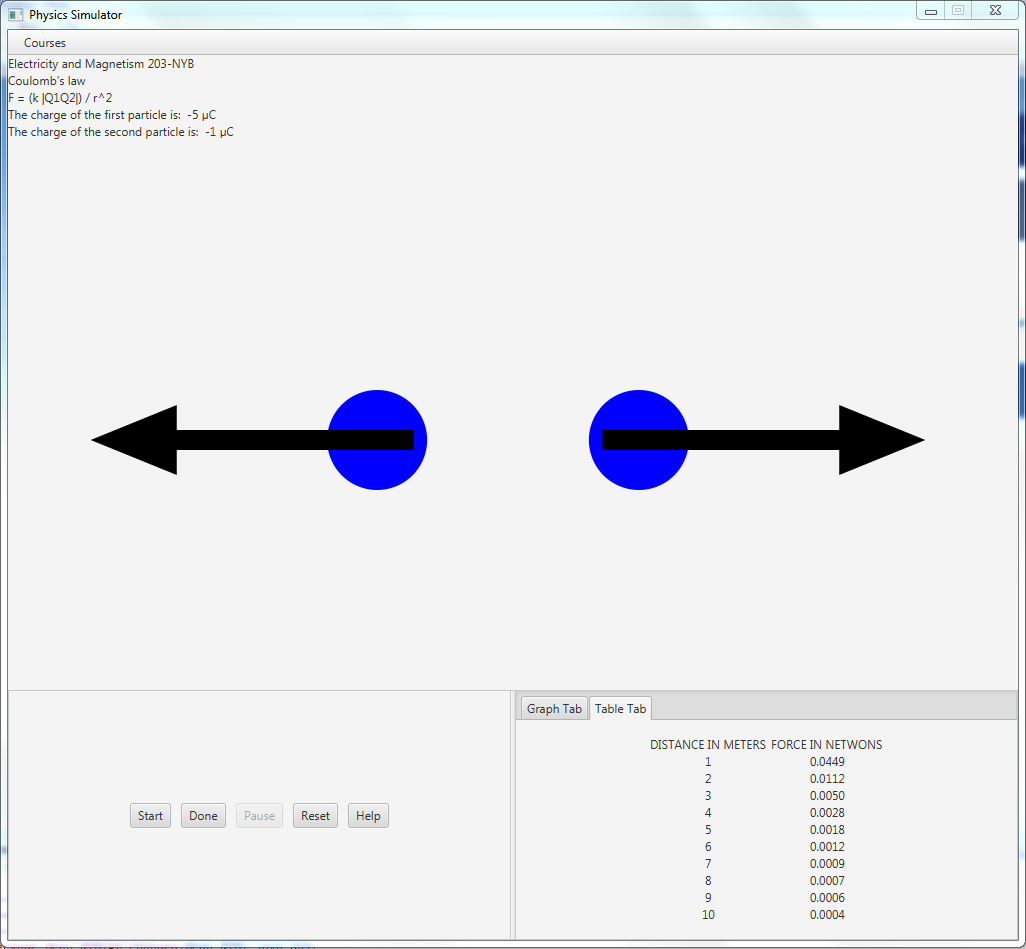 Physics Simulator
Courses
Electricity and Magnetism 203-NYB
Coulomb's law
F = (k |Q1Q2|) / r^2
The charge of the first particle is:  -5 µC
The charge of the second particle is:  -1 µC
Start Done Pause Reset Help
Graph Tab Table Tab
DISTANCE IN METERS FORCE IN NETWONS
1 0.0449
2 0.0112
3 0.0050
4 0.0028
5 0.0018
6 0.0012
7 0.0009
8 0.0007
9 0.0006
10 0.0004